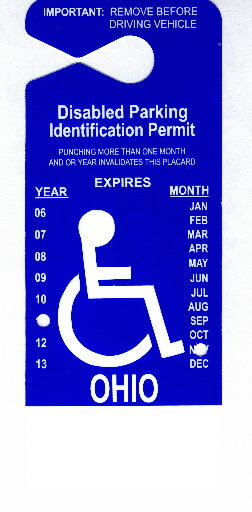 IMPORTANT: REMOVE BEFORE
DRIVING VEHICLE
Disabled Parking
Identification Permit
PUNCHING MORE THAN ONE MONTH
AND OR YEAR INVALIDATES THIS PLACARD
EXPIRES
YEAR MONTH
06 JAN
FEB
07 MAR
08 APR
MAY
09 JUN
10 JUL
AUG
SEP
12 OCT
13 DEC
OHIO